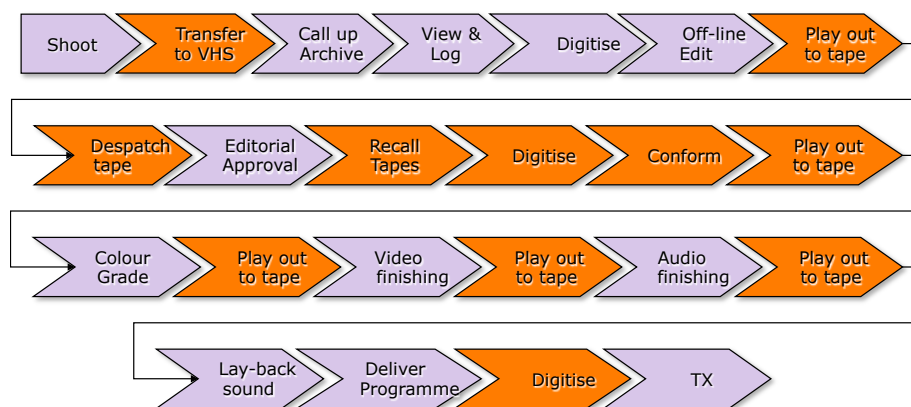 Shoot
Transfer
to VHS
Call up
Archive
View &
Log
Digitise
Off-line
Edit
Play out
to tape
Despatch
tape
Editorial
Approval
Recall
Tapes
Digitise
Conform
Play out
to tape
Colour
Grade
Play out
to tape
Video
finishing
Play out
to tape
Audio
finishing
Play out
to tape
Lay-back
sound
Deliver
Programme
Digitise
TX